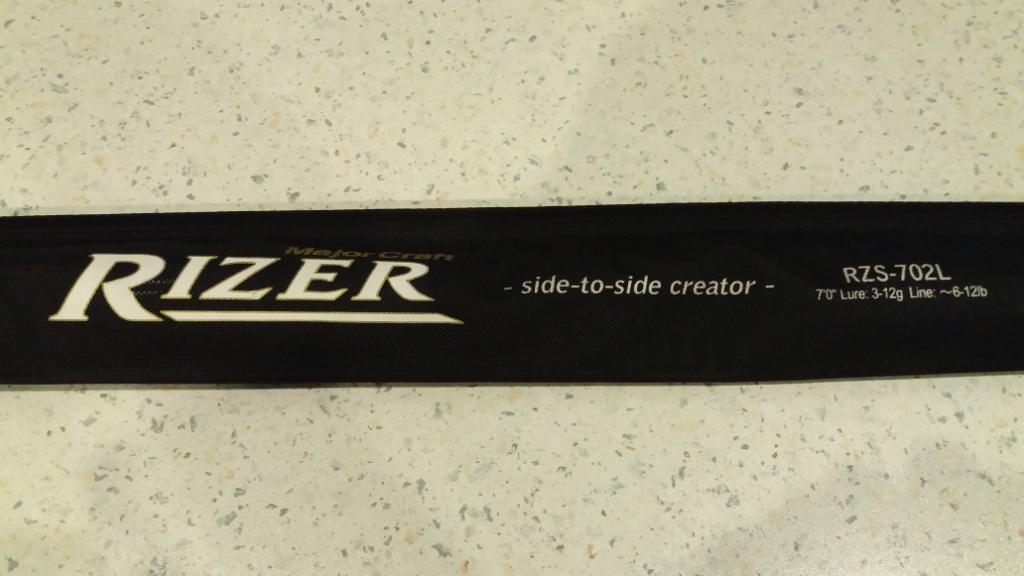 Major Craft
RIZER
- side-to-side creator -
RZS-702L
7'0" Lure: 3-12g Line: ～6-12lb